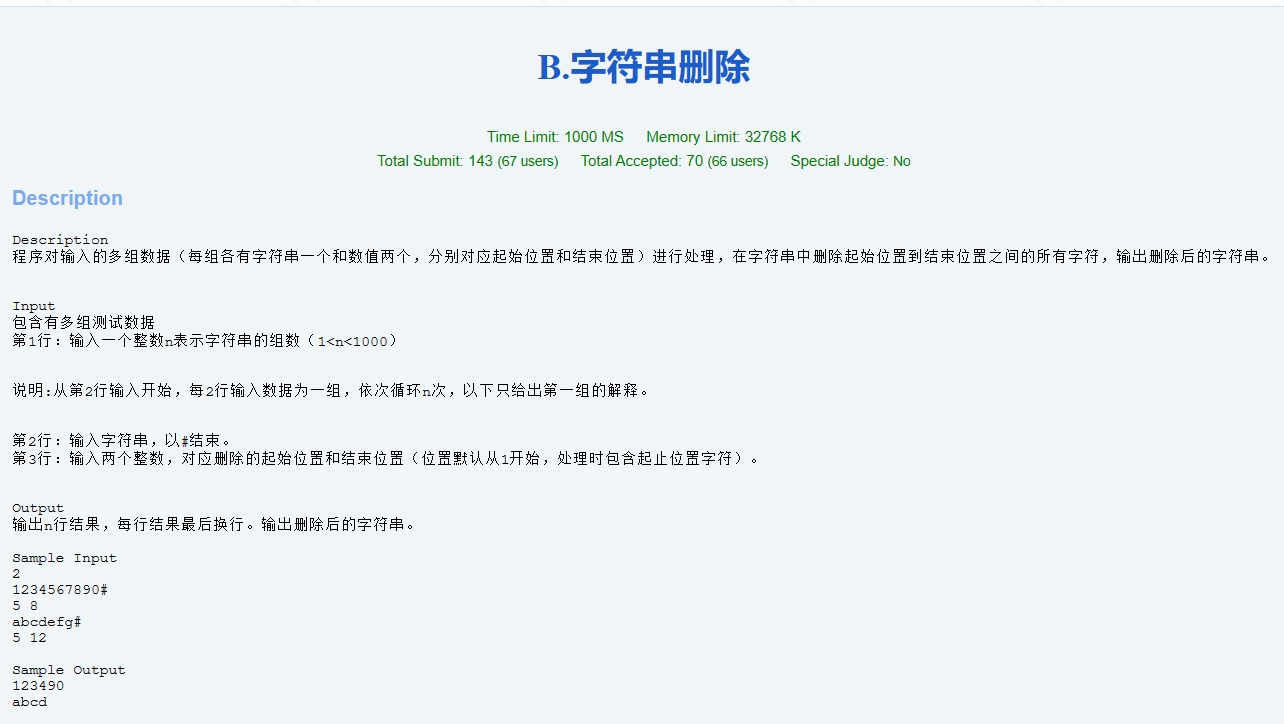 B.字符串删除
Time Limit: 1000 MS Memory Limit: 32768 K
Total Submit: 143 (67 users) Total Accepted: 70 (66 users) Special Judge: No
Description
Description
程序对输入的多组数据（每组各有字符串一个和数值两个，分别对应起始位置和结束位置）进行处理，在字符串中删除起始位置到结束位置之间的所有字符，输出删除后的字符串。
Input
包含有多组测试数据
第1行：输入一个整数n表示字符串的组数（1<n<1000）
说明:从第2行输入开始，每2行输入数据为一组，依次循环n次，以下只给出第一组的解释。
第2行：输入字符串，以#结束。
第3行：输入两个整数，对应删除的起始位置和结束位置（位置默认从1开始，处理时包含起止位置字符）。
Output
输出n行结果，每行结果最后换行。输出删除后的字符串。
Sample Input
2
1234567890#
5 8
abcdefg#
5 12
Sample Output
123490
abcd